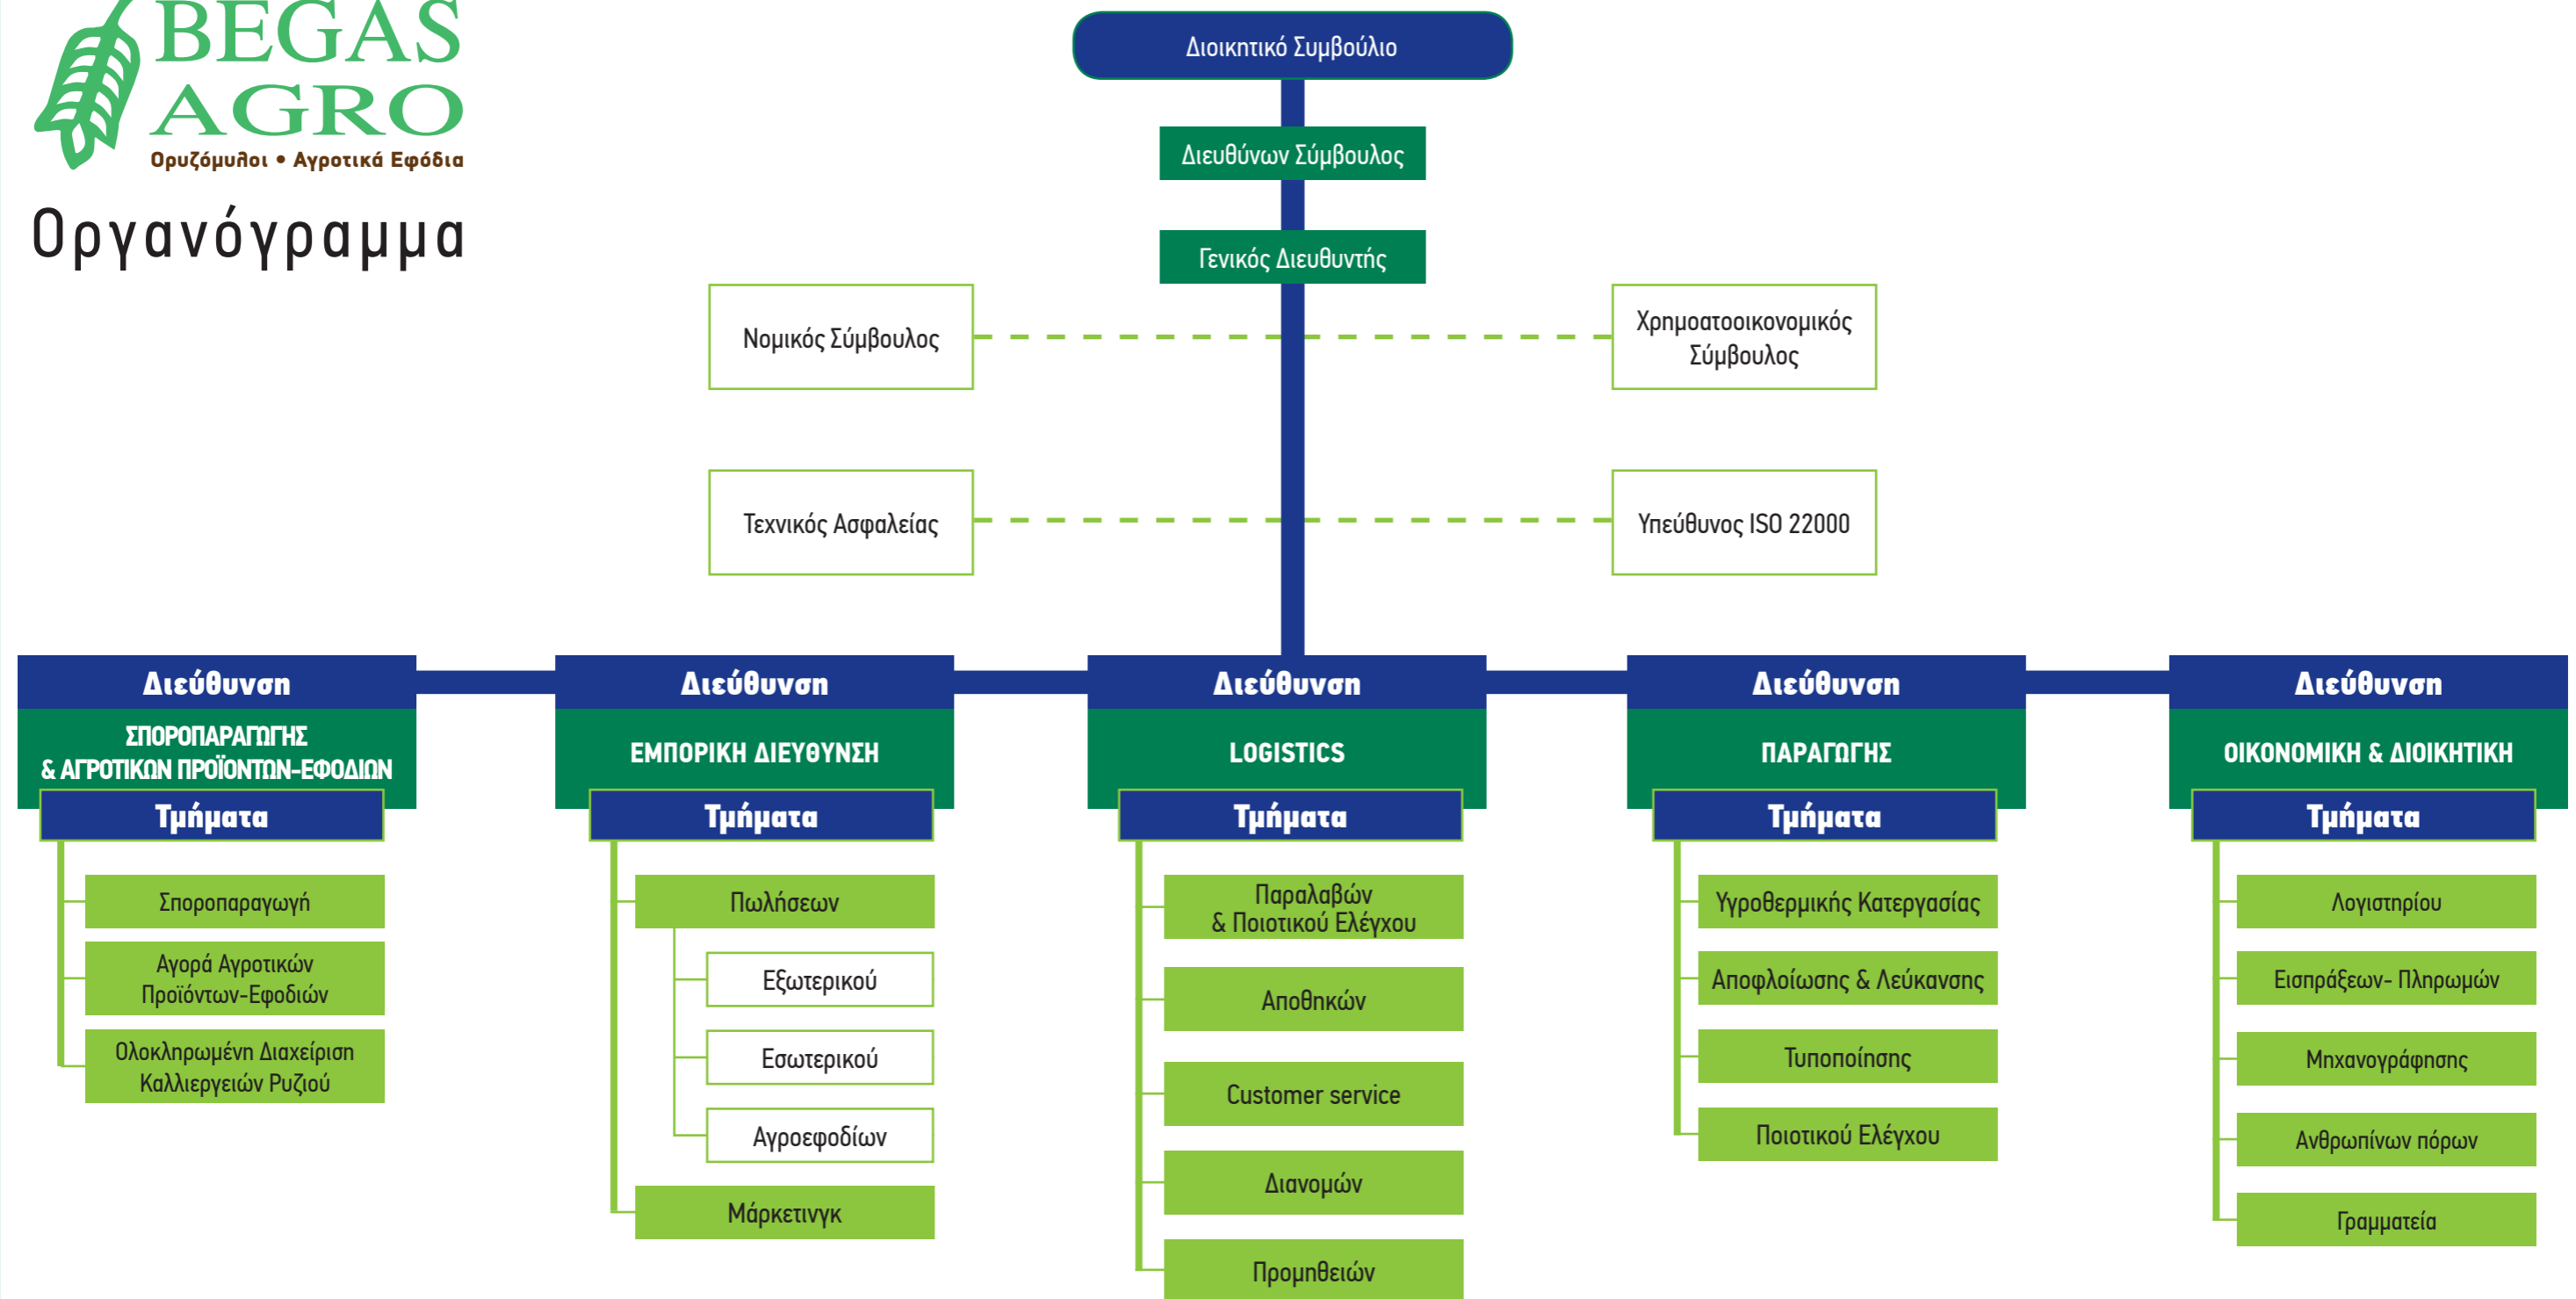 BEGAS
AGRO
Ορυζόμυλοι • Αγροτικά Εφόδια
Οργανόγραμμα
Διοικητικό Συμβούλιο
Διευθύνων Σύμβουλος
Γενικός Διευθυντής
Νομικός Σύμβουλος
Χρημοατοοικονομικός
Σύμβουλος
Τεχνικός Ασφαλείας
Υπεύθυνος ISO 22000
Διεύθυνση
ΣΠΟΡΟΠΑΡΑΓΩΓΗΣ
& ΑΓΡΟΤΙΚΩΝ ΠΡΟΪΟΝΤΩΝ-ΕΦΟΔΙΩΝ
Τμήματα
Σποροπαραγωγή
Αγορά Αγροτικών
Προϊόντων-Εφοδιών
Ολοκληρωμένη Διαχείριση
Καλλιεργειών Ρυζιού
Διεύθυνση
ΕΜΠΟΡΙΚΗ ΔΙΕΥΘΥΝΣΗ
Τμήματα
Πωλήσεων
Εξωτερικού
Εσωτερικού
Αγροεφοδίων
Μάρκετινγκ
Διεύθυνση
LOGISTICS
Τμήματα
Παραλαβών
& Ποιοτικού Ελέγχου
Αποθηκών
Customer service
Διανομών
Προμηθειών
Διεύθυνση
ΠΑΡΑΓΩΓΗΣ
Τμήματα
Υγροθερμικής Κατεργασίας
Αποφλοίωσης & Λεύκανσης
Τυποποίησης
Ποιοτικού Ελέγχου
Διεύθυνση
ΟΙΚΟΝΟΜΙΚΗ & ΔΙΟΙΚΗΤΙΚΗ
Τμήματα
Λογιστηρίου
Εισπράξεων- Πληρωμών
Μηχανογράφησης
Ανθρωπίνων πόρων
Γραμματεία